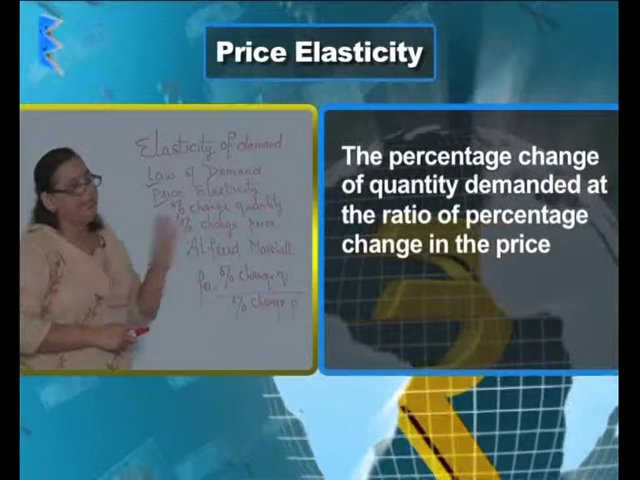 Price Elasticity
Elasticity of demand
Law of Demand
Price Elasticity
% change quantity
% change price
Alfred Marshall
% change q
% change p
The percentage change
of quantity demanded at
the ratio of percentage
change in the price